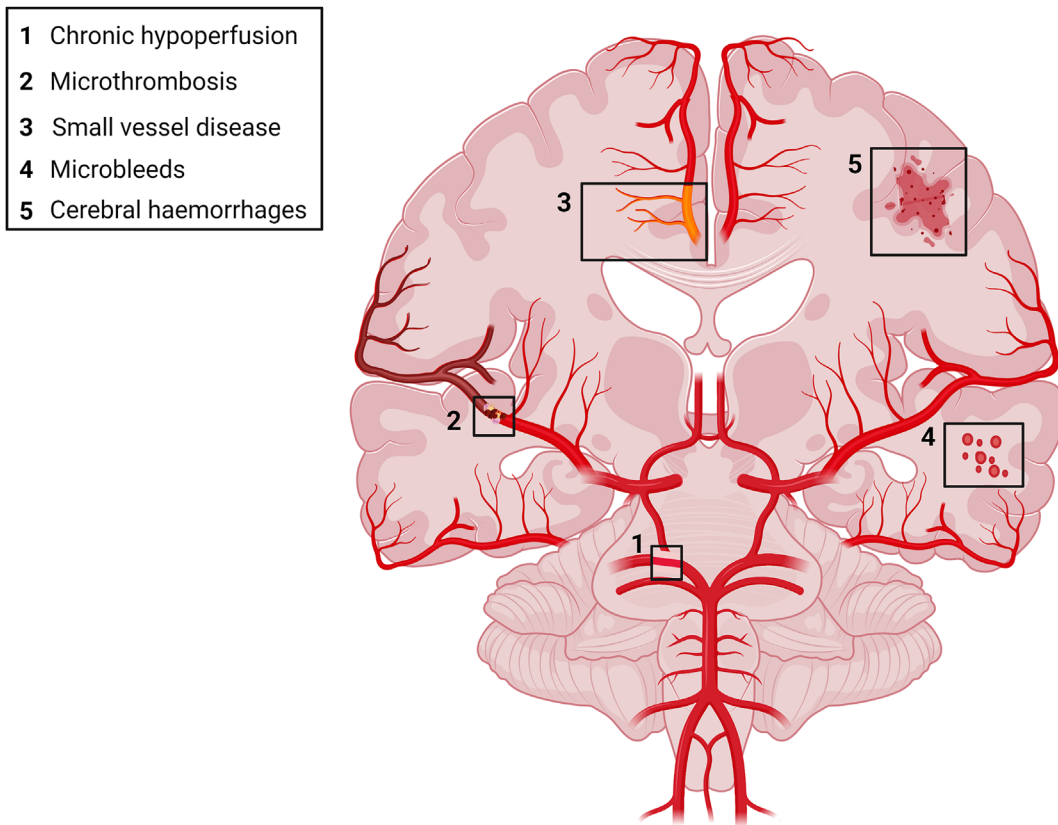 1 Chronic hypoperfusion
2 Microthrombosis
3 Small vessel disease
4 Microbleeds
5 Cerebral haemorrhages
5
3
2
4
1